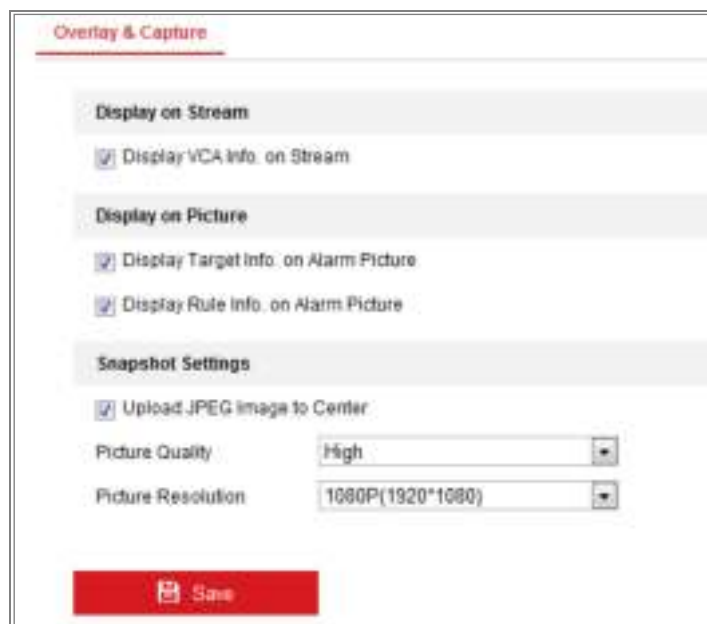 Overlay & Capture
Display on Stream
Display VCA Info. on Stream
Display on Picture
Display Target Info. on Alarm Picture
Display Rule Info. on Alarm Picture
Snapshot Settings
Upload JPEG Image to Center
Picture Quality High
Picture Resolution 1080P(1920*1080)
Save